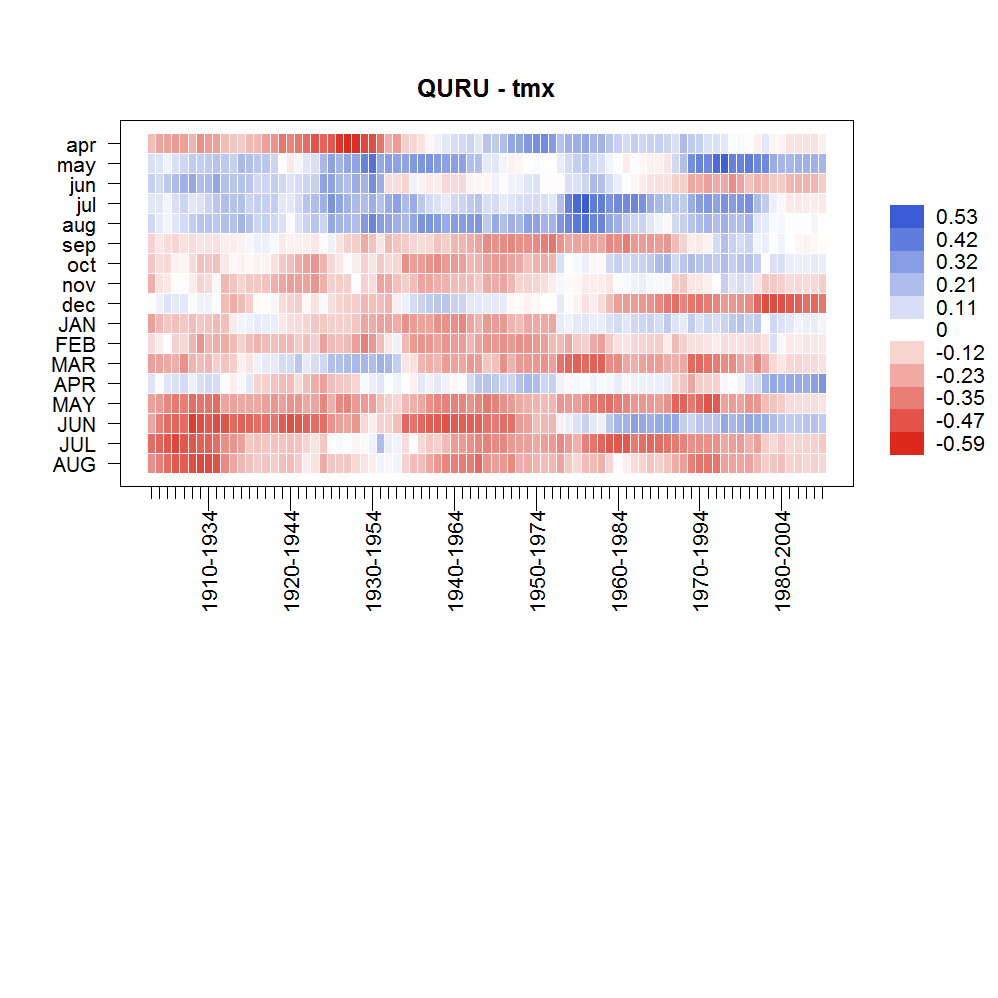 QURU - tmx
apr
may
jun
jul
aug
sep
oct
nov
dec
JAN
FEB
MAR
APR
MAY
JUN
JUL
AUG
0.53
0.42
0.32
0.21
0.11
0
-0.12
-0.23
-0.35
-0.47
-0.59
1910-1934
1920-1944
1930-1954
1940-1964
1950-1974
1960-1984
1970-1994
1980-2004